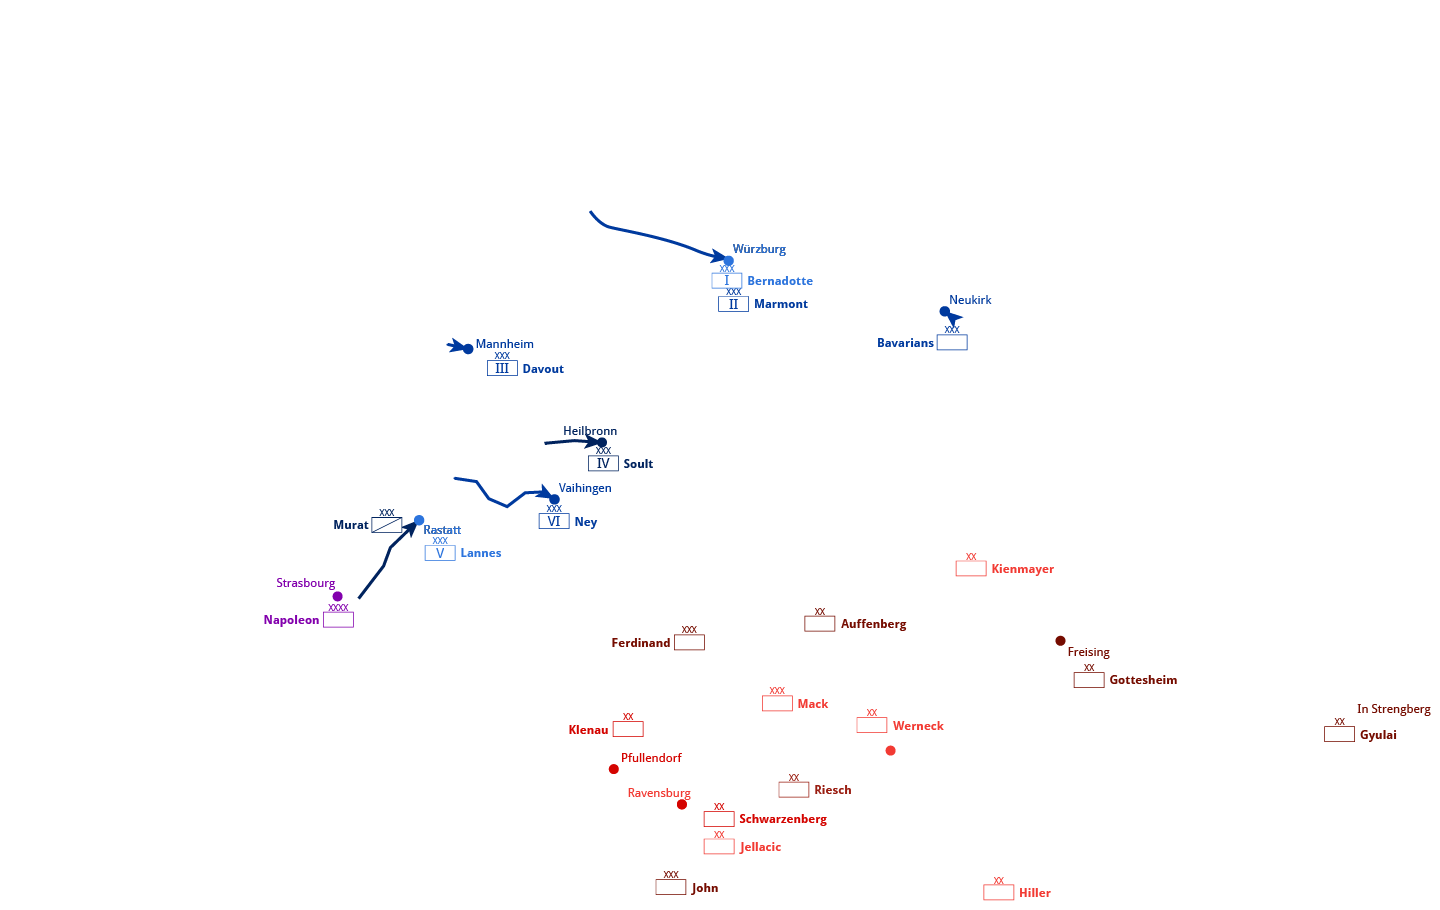 Würzburg
XXX
I Bernadotte
XXX
II Marmont
Neukirk
XXX
Bavarians
Mannheim
XXX
III Davout
Heilbronn
XXX
IV Soult
Vaihingen
XXX
VI Ney
XXX
Murat
Rastatt
XXX
V Lannes
Strasbourg
XXXX
Napoleon
XX
Kienmayer
XX
Auffenberg
XXX
Ferdinand
Freising
XX
Gottesheim
XXX
Mack
XX
Werneck
In Strengberg
XX
Gyulai
XX
Klenau
Pfullendorf
XX
Riesch
Ravensburg
XX
Schwarzenberg
XX
Jellacic
XXX
John
XX
Hiller